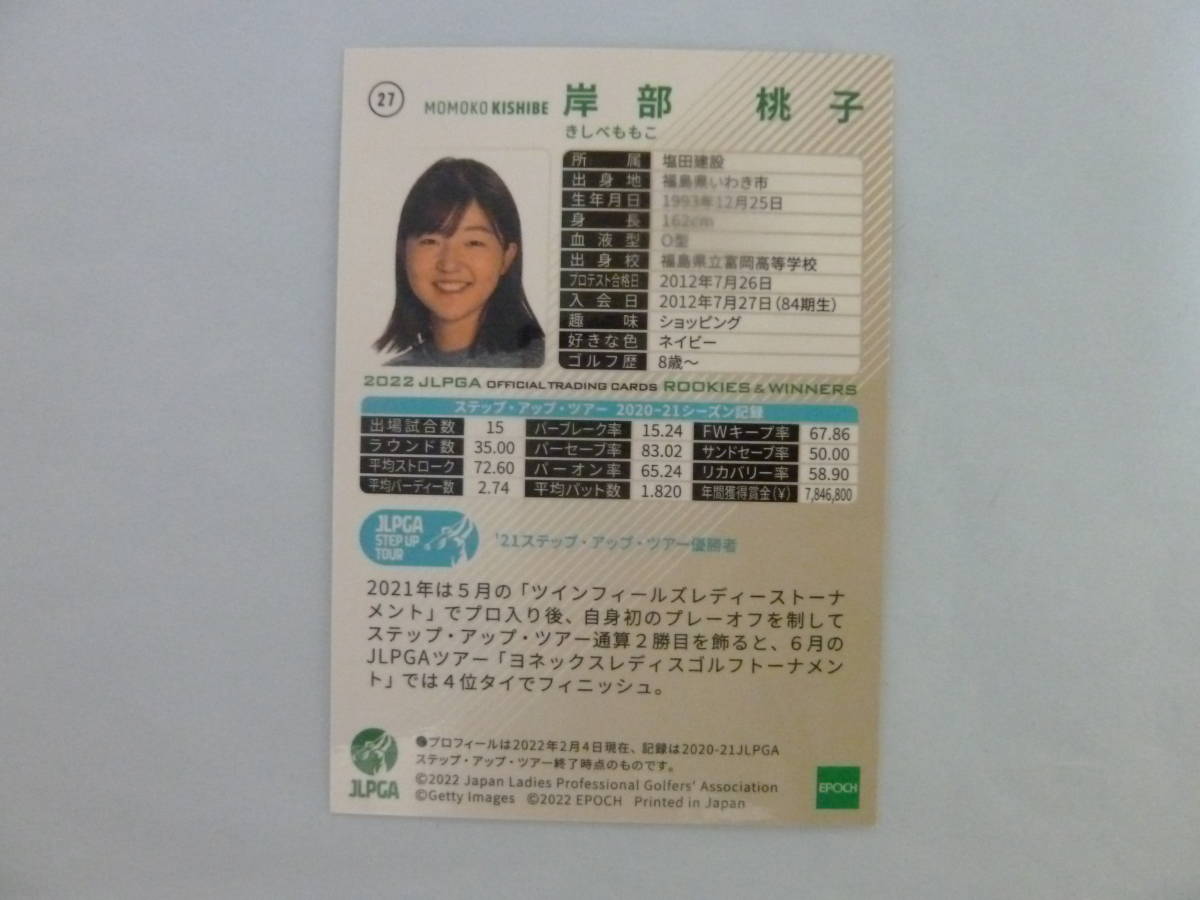 27 MOMOKO KISHIBE 岸部 桃子
きしべももこ
所属 塩田建設
出身地 福島県いわき市
生年月日 1993年12月25日
身長 162cm
血液型 O型
出身校 福島県立富岡高等学校
プロテスト合格日 2012年7月26日
入会日 2012年7月27日(84期生)
趣味 ショッピング
好きな色 ネイビー
ゴルフ歴 8歳〜
2022 JLPGA OFFICIAL TRADING CARDS ROOKIES & WINNERS
ステップ・アップ・ツアー 2020-21シーズン記録
出場試合数 15 バーブレーク率 15.24 FWキープ率 67.86
ラウンド数 35.00 パーセーブ率 83.02 サンドセーブ率 50.00
平均ストローク 72.60 パーオン率 65.24 リカバリー率 58.90
平均バーディー数 2.74 平均パット数 1.820 年間獲得賞金(¥) 7,846,800
JLPGA
STEP UP
TOUR
'21ステップ・アップ・ツアー優勝者
2021年は5月の「ツインフィールズレディーストーナ
メント」でプロ入り後、自身初のプレーオフを制して
ステップ・アップ・ツアー通算2勝目を飾ると、6月の
JLPGAツアー「ヨネックスレディスゴルフトーナメン
ト」では4位タイでフィニッシュ。
JLPGA
●プロフィールは2022年2月4日現在、記録は2020-21JLPGA
ステップ・アップ・ツアー終了時点のものです。
©2022 Japan Ladies Professional Golfers' Association
©Getty Images ©2022 EPOCH Printed in Japan
EPOCH